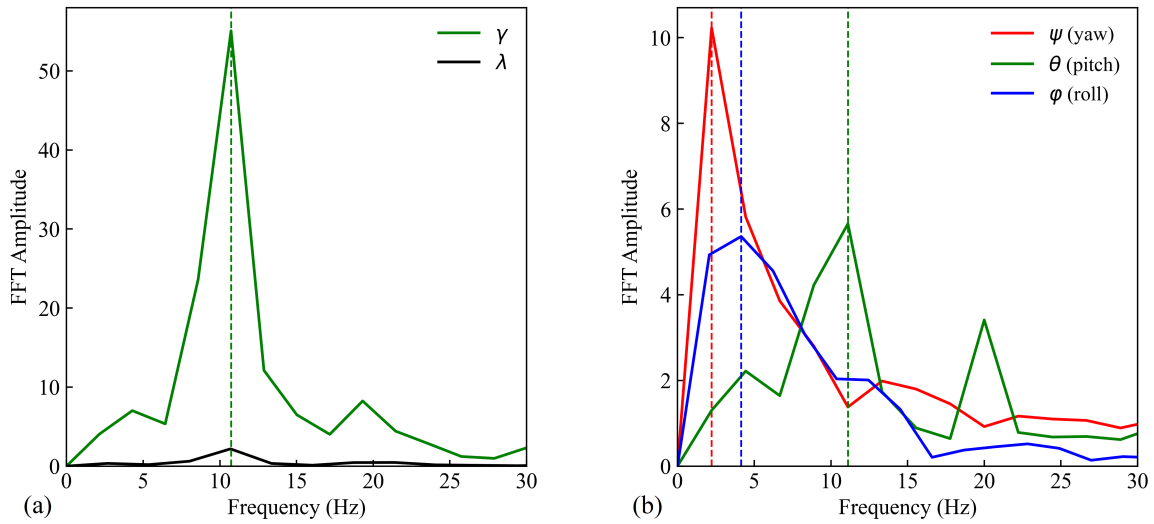 50
40
30
20
10
0
FFT Amplitude
0 5 10 15 20 25 30
Frequency (Hz)
γ
λ
(a)
10
8
6
4
2
0
FFT Amplitude
0 5 10 15 20 25 30
Frequency (Hz)
ψ (yaw)
θ (pitch)
φ (roll)
(b)